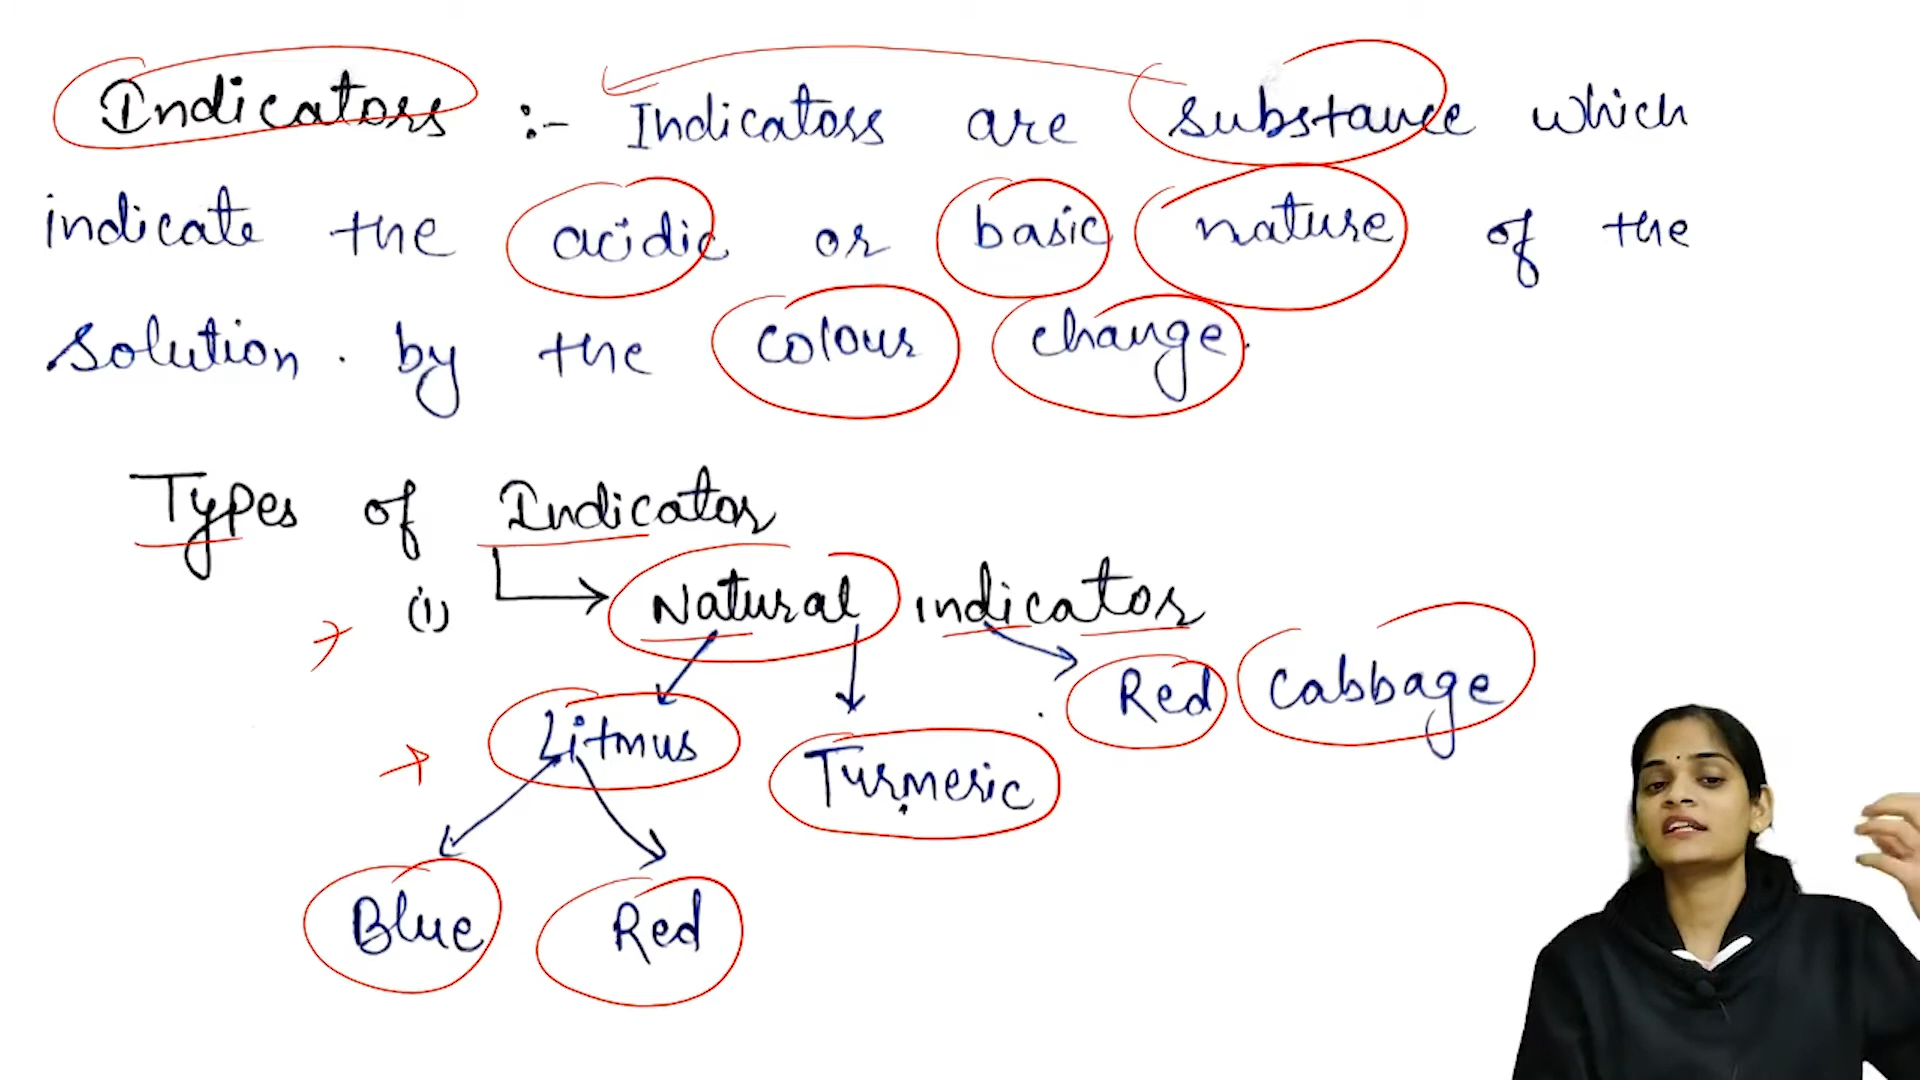 Indicators :- Indicators are substance which
indicate the acidic or basic nature of the
solution. by the colour change.
Types of Indicator
(i) Natural indicator
Red Cabbage
Litmus
Turmeric
Blue Red